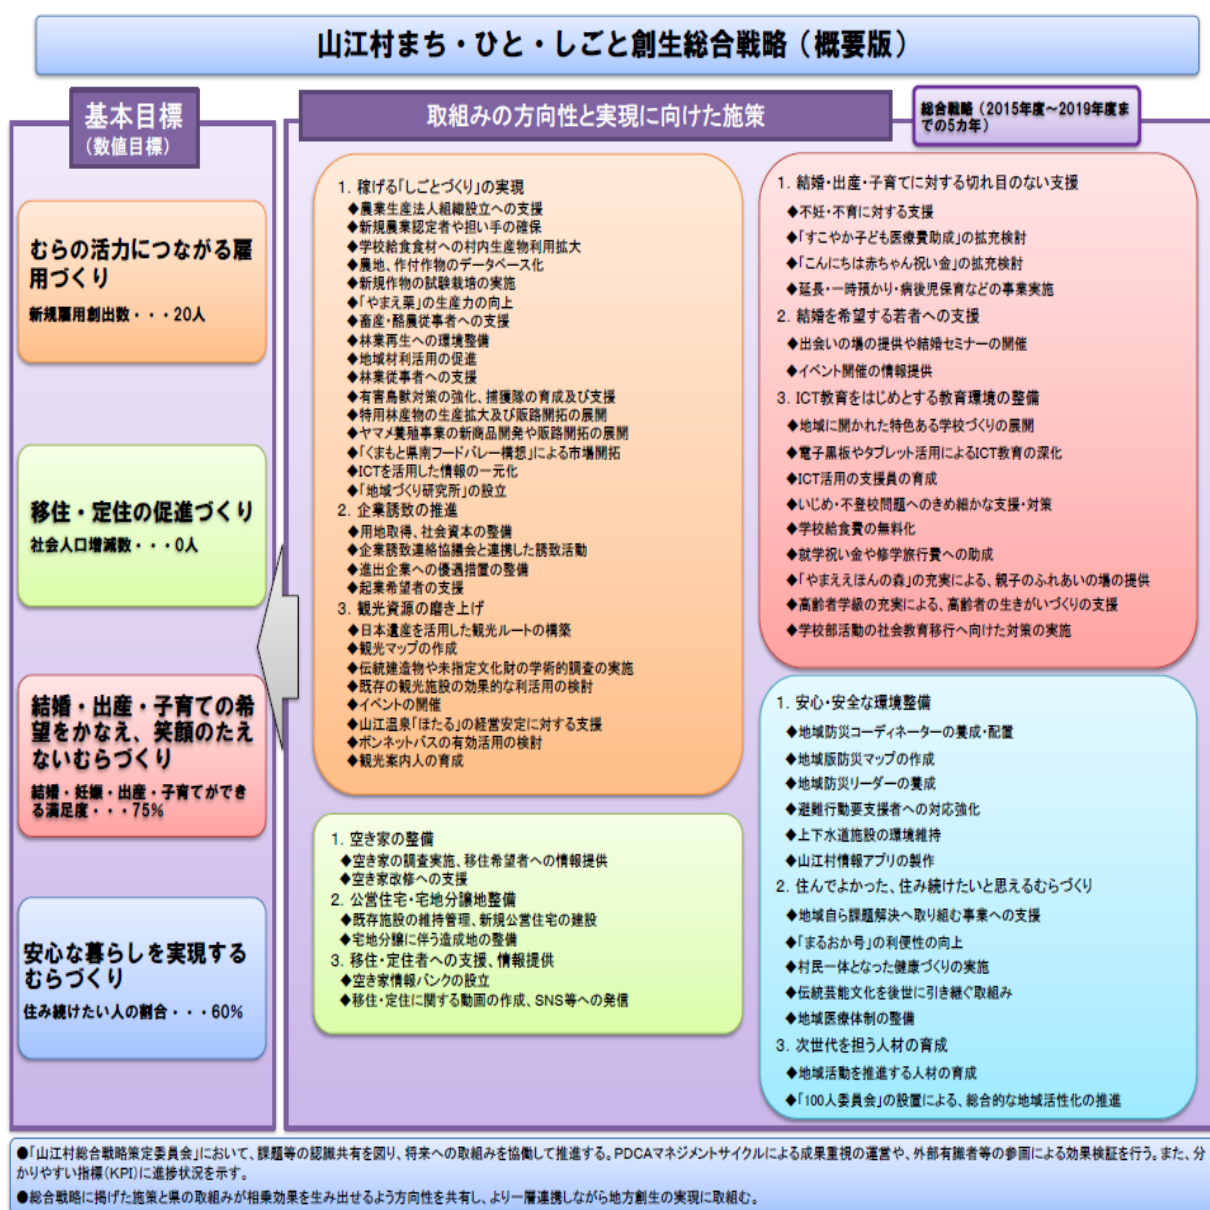 山江村まち・ひと・しごと創生総合戦略（概要版）
基本目標
（数値目標）
むらの活力につながる雇
用づくり
新規雇用創出数・・・20人
移住・定住の促進づくり
社会人口増減数・・・0人
結婚・出産・子育ての希
望をかなえ、笑顔のたえ
ないむらづくり
結婚・妊娠・出産・子育てができ
る満足度・・・75%
安心な暮らしを実現する
むらづくり
住み続けたい人の割合・・・60%
取組みの方向性と実現に向けた施策
総合戦略（2015年度～2019年度ま
での5カ年）
1．稼げる「しごとづくり」の実現
◆農業生産法人組織設立への支援
◆新規農業認定者や担い手の確保
◆学校給食食材への村内生産物利用拡大
◆農地、作付作物のデータベース化
◆新規作物の試験栽培の実施
◆「やまえ栗」の生産力の向上
◆畜産・酪農従事者への支援
◆林業再生への環境整備
◆地域材利活用の促進
◆林業従事者への支援
◆有害鳥獣対策の強化、捕獲隊の育成及び支援
◆特用林産物の生産拡大及び販路開拓の展開
◆ヤマメ養殖事業の新商品開発や販路開拓の展開
◆「くまもと県南フードバレー構想」による市場開拓
◆ICTを活用した情報の一元化
◆「地域づくり研究所」の設立
2．企業誘致の推進
◆用地取得、社会資本の整備
◆企業誘致連絡協議会と連携した誘致活動
◆進出企業への優遇措置の整備
◆起業希望者の支援
3．観光資源の磨き上げ
◆日本遺産を活用した観光ルートの構築
◆観光マップの作成
◆伝統建造物や未指定文化財の学術的調査の実施
◆既存の観光施設の効果的な利活用の検討
◆イベントの開催
◆山江温泉「ほたる」の経営安定に対する支援
◆ボンネットバスの有効活用の検討
◆観光案内人の育成
1．空き家の整備
◆空き家の調査実施、移住希望者への情報提供
◆空き家改修への支援
2．公営住宅・宅地分譲地整備
◆既存施設の維持管理、新規公営住宅の建設
◆宅地分譲に伴う造成地の整備
3．移住・定住者への支援、情報提供
◆空き家情報バンクの設立
◆移住・定住に関する動画の作成、SNS等への発信
1．結婚・出産・子育てに対する切れ目のない支援
◆不妊・不育に対する支援
◆「すこやか子ども医療費助成」の拡充検討
◆「こんにちは赤ちゃん祝い金」の拡充検討
◆延長・一時預かり・病後児保育などの事業実施
2．結婚を希望する若者への支援
◆出会いの場の提供や結婚セミナーの開催
◆イベント開催の情報提供
3．ICT教育をはじめとする教育環境の整備
◆地域に開かれた特色ある学校づくりの展開
◆電子黒板やタブレット活用によるICT教育の深化
◆ICT活用の支援員の育成
◆いじめ・不登校問題へのきめ細かな支援・対策
◆学校給食費の無料化
◆就学祝い金や修学旅行費への助成
◆「やまええほんの森」の充実による、親子のふれあいの場の提供
◆高齢者学級の充実による、高齢者の生きがいづくりの支援
◆学校部活動の社会教育移行へ向けた対策の実施
1．安心・安全な環境整備
◆地域防災コーディネーターの養成・配置
◆地域版防災マップの作成
◆地域防災リーダーの養成
◆避難行動要支援者への対応強化
◆上下水道施設の環境維持
◆山江村情報アプリの製作
2．住んでよかった、住み続けたいと思えるむらづくり
◆地域自ら課題解決へ取り組む事業への支援
◆「まるおか号」の利便性の向上
◆村民一体となった健康づくりの実施
◆伝統芸能文化を後世に引き継ぐ取組み
◆地域医療体制の整備
3．次世代を担う人材の育成
◆地域活動を推進する人材の育成
◆「100人委員会」の設置による、総合的な地域活性化の推進
●「山江村総合戦略策定委員会」において、課題等の認識共有を図り、将来への取組みを協働して推進する。PDCAマネジメントサイクルによる成果重視の運営や、外部有識者等の参画による効果検証を行う。また、分
かりやすい指標（KPI）に進捗状況を示す。
●総合戦略に掲げた施策と県の取組みが相乗効果を生み出せるよう方向性を共有し、より一層連携しながら地方創生の実現に取組む。